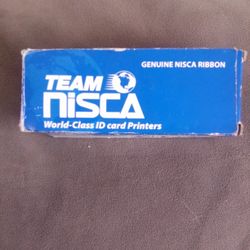 GENUINE NISCA RIBBON
TEAM
nisca
World-Class ID card Printers